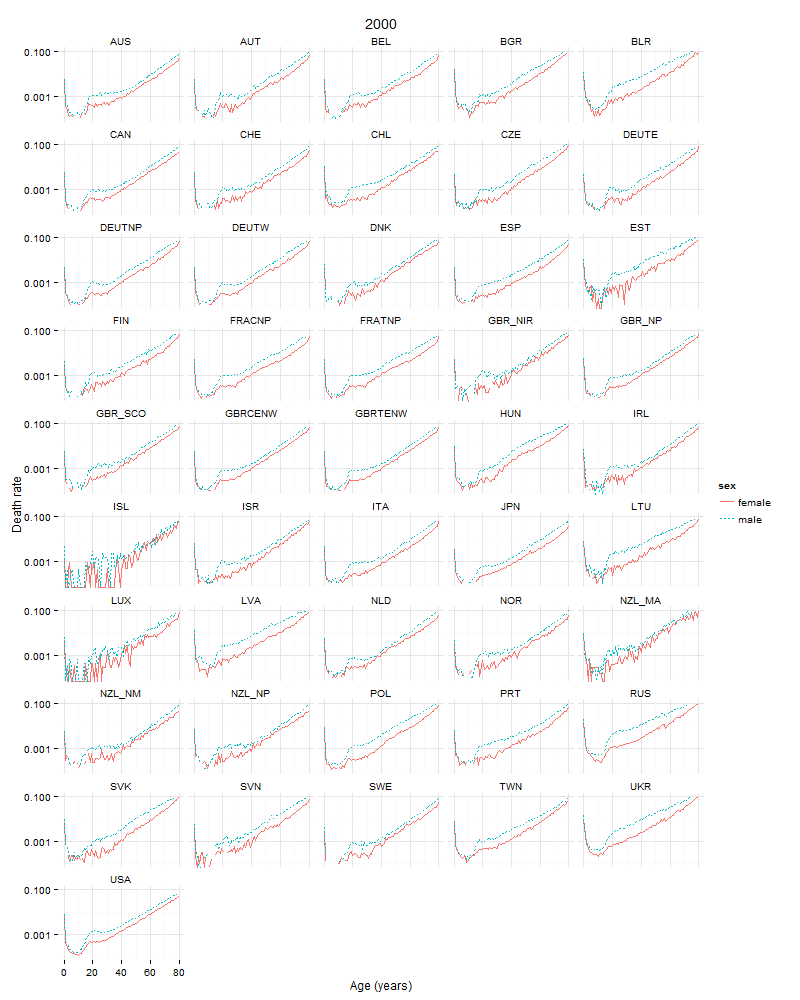 2000
AUS AUT BEL BGR BLR
0.100
0.001
CAN CHE CHL CZE DEUTE
0.100
0.001
DEUTNP DEUTW DNK ESP EST
0.100
0.001
FIN FRACNP FRATNP GBR_NIR GBR_NP
0.100
0.001
GBR_SCO GBRCENW GBRTENW HUN IRL
0.100
0.001
sex
female
male
Death rate
ISL ISR ITA JPN LTU
0.100
0.001
LUX LVA NLD NOR NZL_MA
0.100
0.001
NZL_NM NZL_NP POL PRT RUS
0.100
0.001
SVK SVN SWE TWN UKR
0.100
0.001
USA
0.100
0.001
0 20 40 60 80
Age (years)